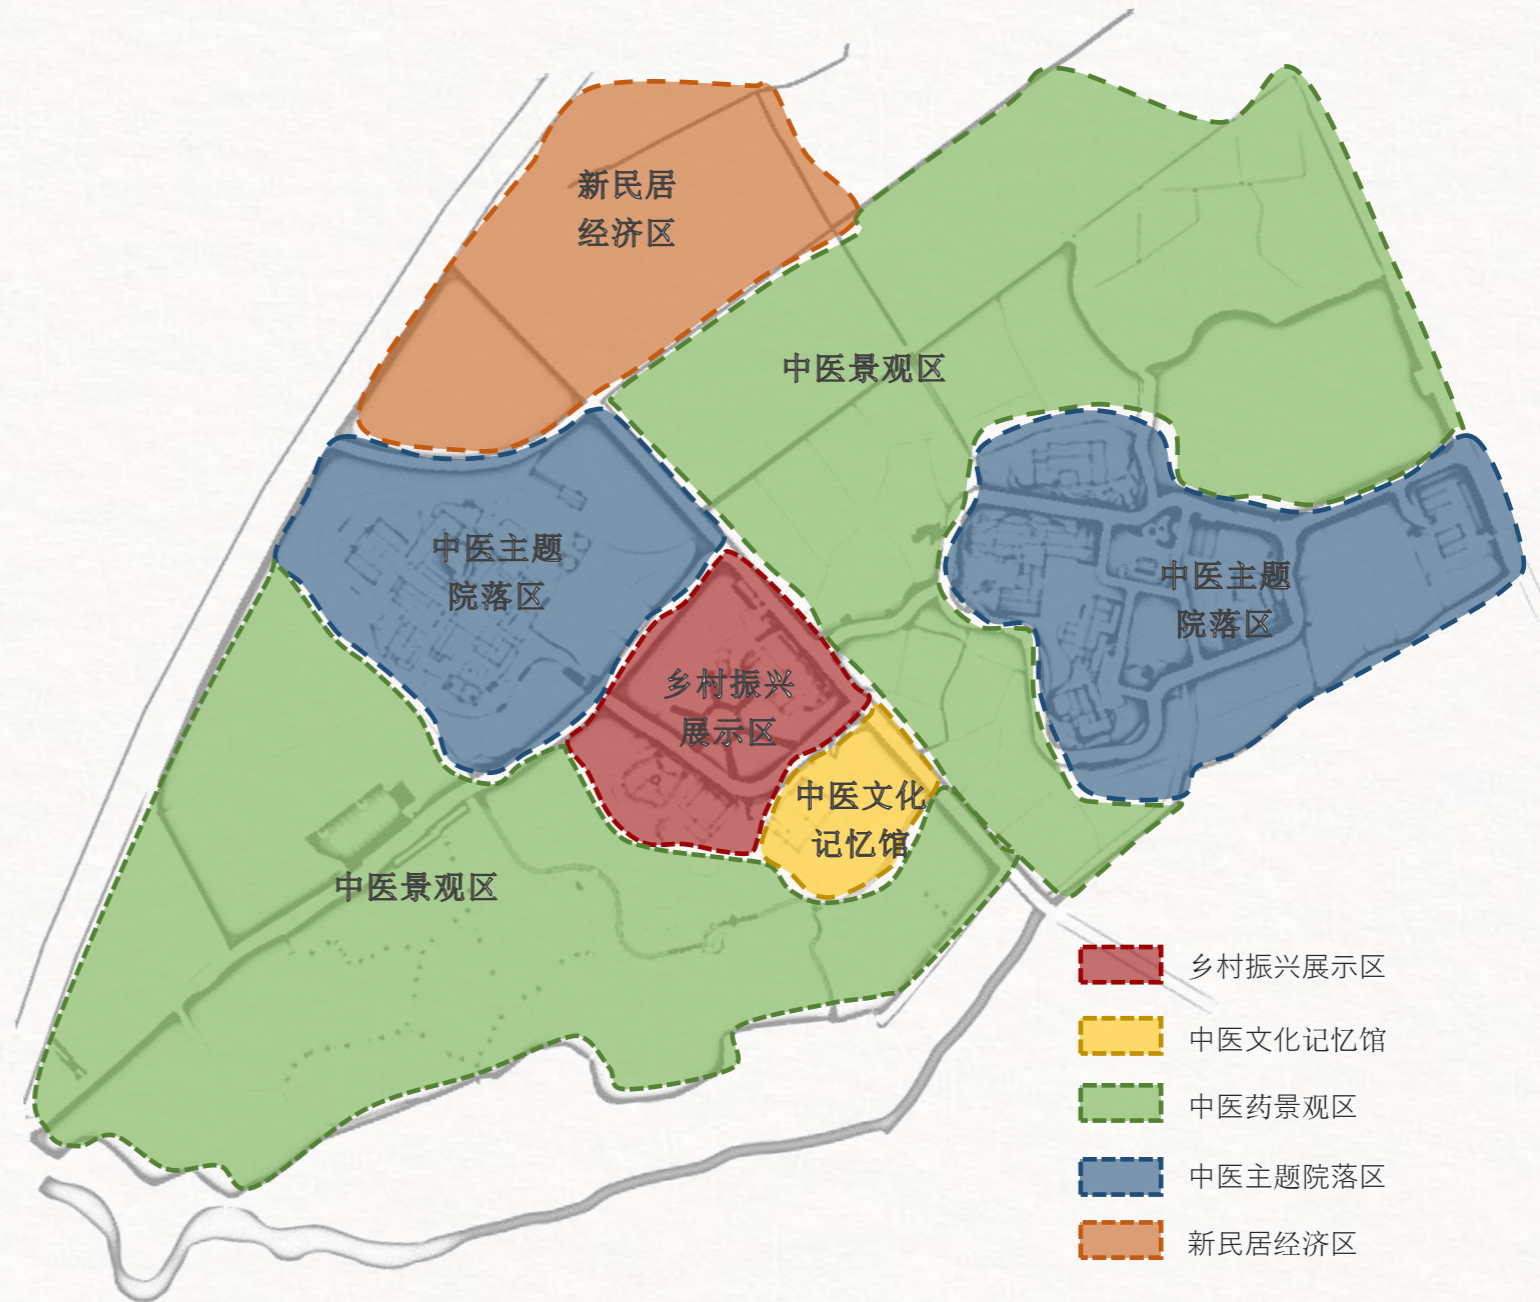 新民居
经济区
中医景观区
中医主题
院落区
中医主题
院落区
乡村振兴
展示区
中医文化
记忆馆
中医景观区
乡村振兴展示区
中医文化记忆馆
中医药景观区
中医主题院落区
新民居经济区